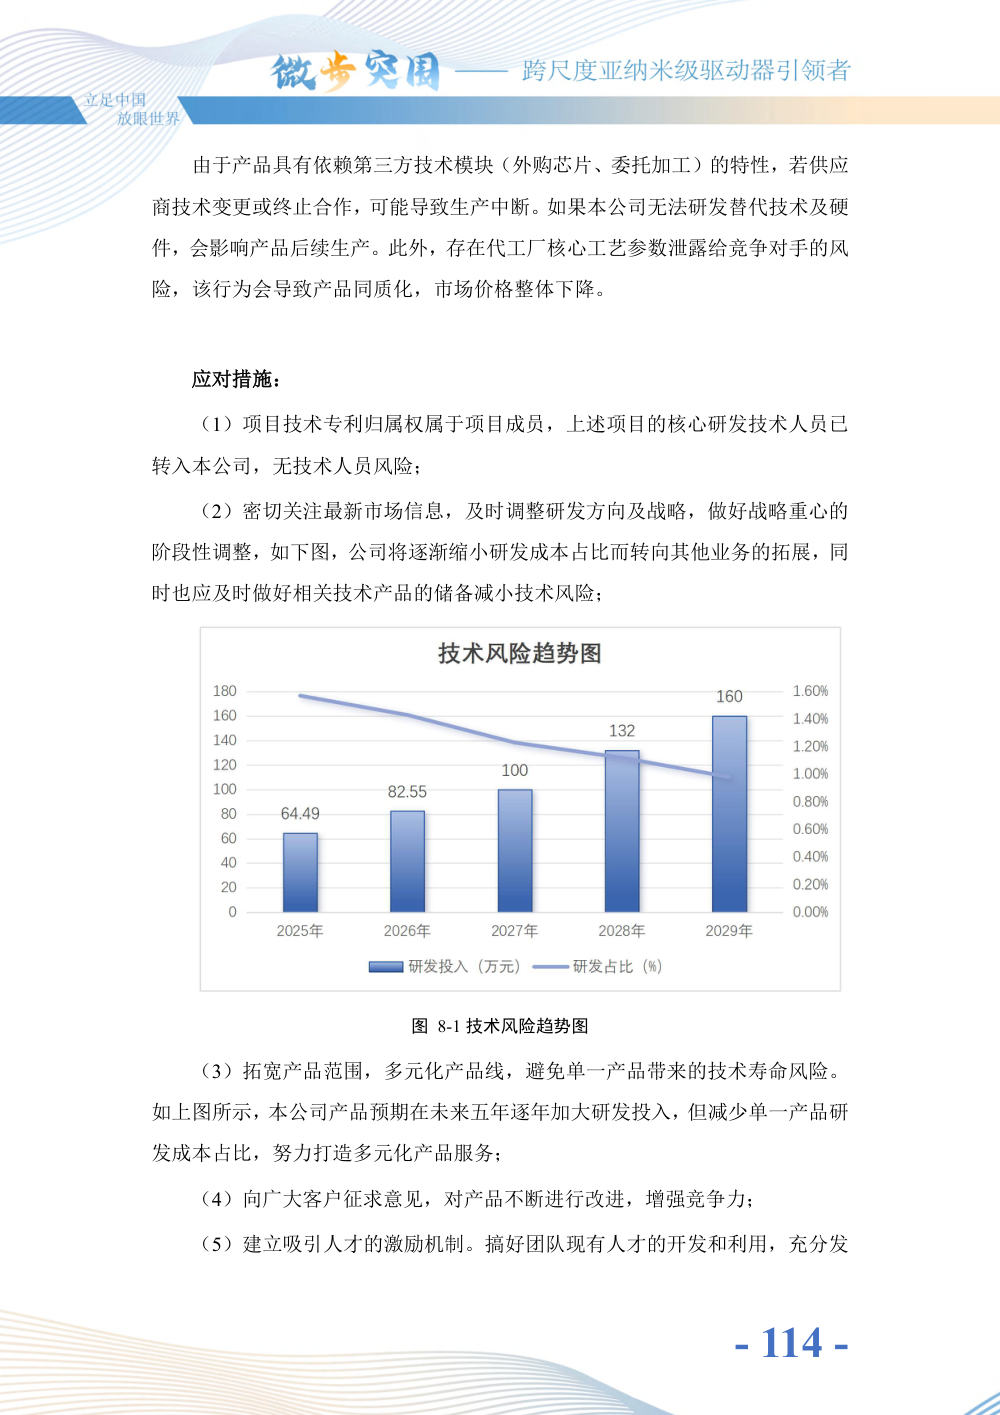 微步突围 —— 跨尺度亚纳米级驱动器引领者
立足中国
放眼世界
由于产品具有依赖第三方技术模块（外购芯片、委托加工）的特性，若供应
商技术变更或终止合作，可能导致生产中断。如果本公司无法研发替代技术及硬
件，会影响产品后续生产。此外，存在代工厂核心工艺参数泄露给竞争对手的风
险，该行为会导致产品同质化，市场价格整体下降。
应对措施：
（1）项目技术专利归属权属于项目成员，上述项目的核心研发技术人员已
转入本公司，无技术人员风险；
（2）密切关注最新市场信息，及时调整研发方向及战略，做好战略重心的
阶段性调整，如下图，公司将逐渐缩小研发成本占比而转向其他业务的拓展，同
时也应及时做好相关技术产品的储备减小技术风险；
技术风险趋势图
180 160 140 120 100 80 60 40 20 0
64.49 82.55 100 132 160
1.60% 1.40% 1.20% 1.00% 0.80% 0.60% 0.40% 0.20% 0.00%
2025年 2026年 2027年 2028年 2029年
研发投入（万元） 研发占比（%）
图 8-1 技术风险趋势图
（3）拓宽产品范围，多元化产品线，避免单一产品带来的技术寿命风险。
如上图所示，本公司产品预期在未来五年逐年加大研发投入，但减少单一产品研
发成本占比，努力打造多元化产品服务；
（4）向广大客户征求意见，对产品不断进行改进，增强竞争力；
（5）建立吸引人才的激励机制。搞好团队现有人才的开发和利用，充分发
- 114 -